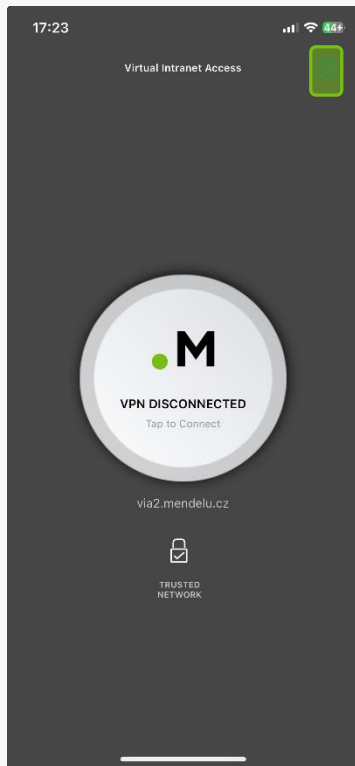 17:23
44
Virtual Intranet Access
.M
VPN DISCONNECTED
Tap to Connect
via2.mendelu.cz
TRUSTED
NETWORK